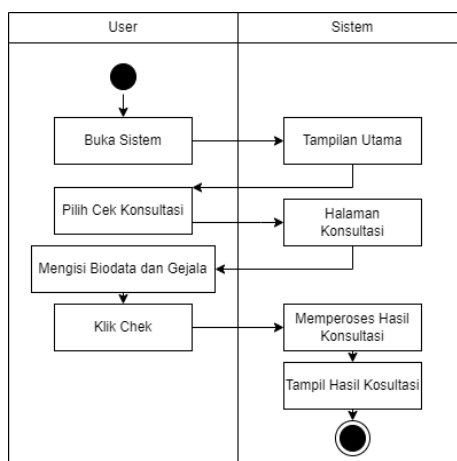 User
Sistem
Buka Sistem
Tampilan Utama
Pilih Cek Konsultasi
Halaman
Konsultasi
Mengisi Biodata dan Gejala
Klik Chek
Memperoses Hasil
Konsultasi
Tampil Hasil Kosultasi